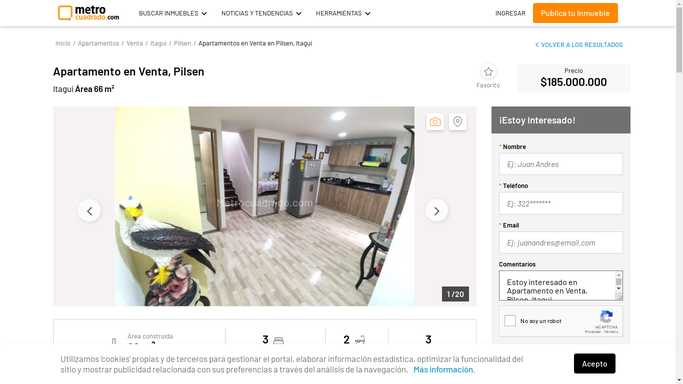 metro
cuadrado.com
BUSCAR INMUEBLES
NOTICIAS Y TENDENCIAS
HERRAMIENTAS
INGRESAR
Publica tu Inmueble
Inicio / Apartamentos / Venta / Itagui / Pilsen / Apartamentos en Venta en Pilsen, Itagui
VOLVER A LOS RESULTADOS
Apartamento en Venta, Pilsen
Itagui Área 66 m²
Favorito
Precio
$185.000.000
Metrocuadrado.com
1 / 20
¡Estoy Interesado!
* Nombre
Ej: Juan Andres
* Teléfono
Ej: 322*******
* Email
Ej: juanandres@email.com
Comentarios
Estoy interesado en
Apartamento en Venta,
Pilsen, Itagui
No soy un robot
reCAPTCHA
Privacidad - Términos
Área construida
3
2
3
Utilizamos 'cookies' propias y de terceros para gestionar el portal, elaborar información estadística, optimizar la funcionalidad del
sitio y mostrar publicidad relacionada con sus preferencias a través del análisis de la navegación. Más información.
Acepto